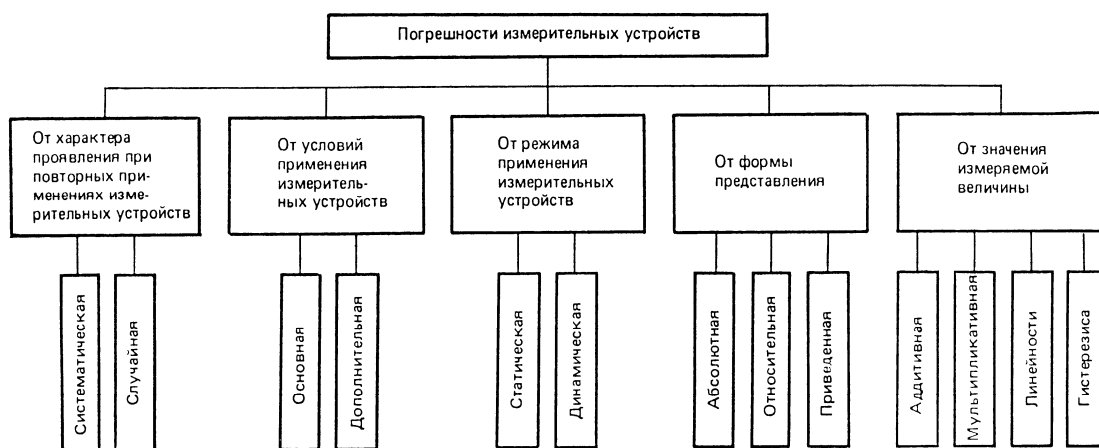 Погрешности измерительных устройств
От характера
проявления при
повторных при-
менениях изме-
рительных устройств
От условий
применения
измеритель-
ных устройств
От режима
применения
измерительных
устройств
От формы
представления
От значения
измеряемой
величины
Систематическая
Случайная
Основная
Дополнительная
Статическая
Динамическая
Абсолютная
Относительная
Приведенная
Аддитивная
Мультипликативная
Линейности
Гистерезиса